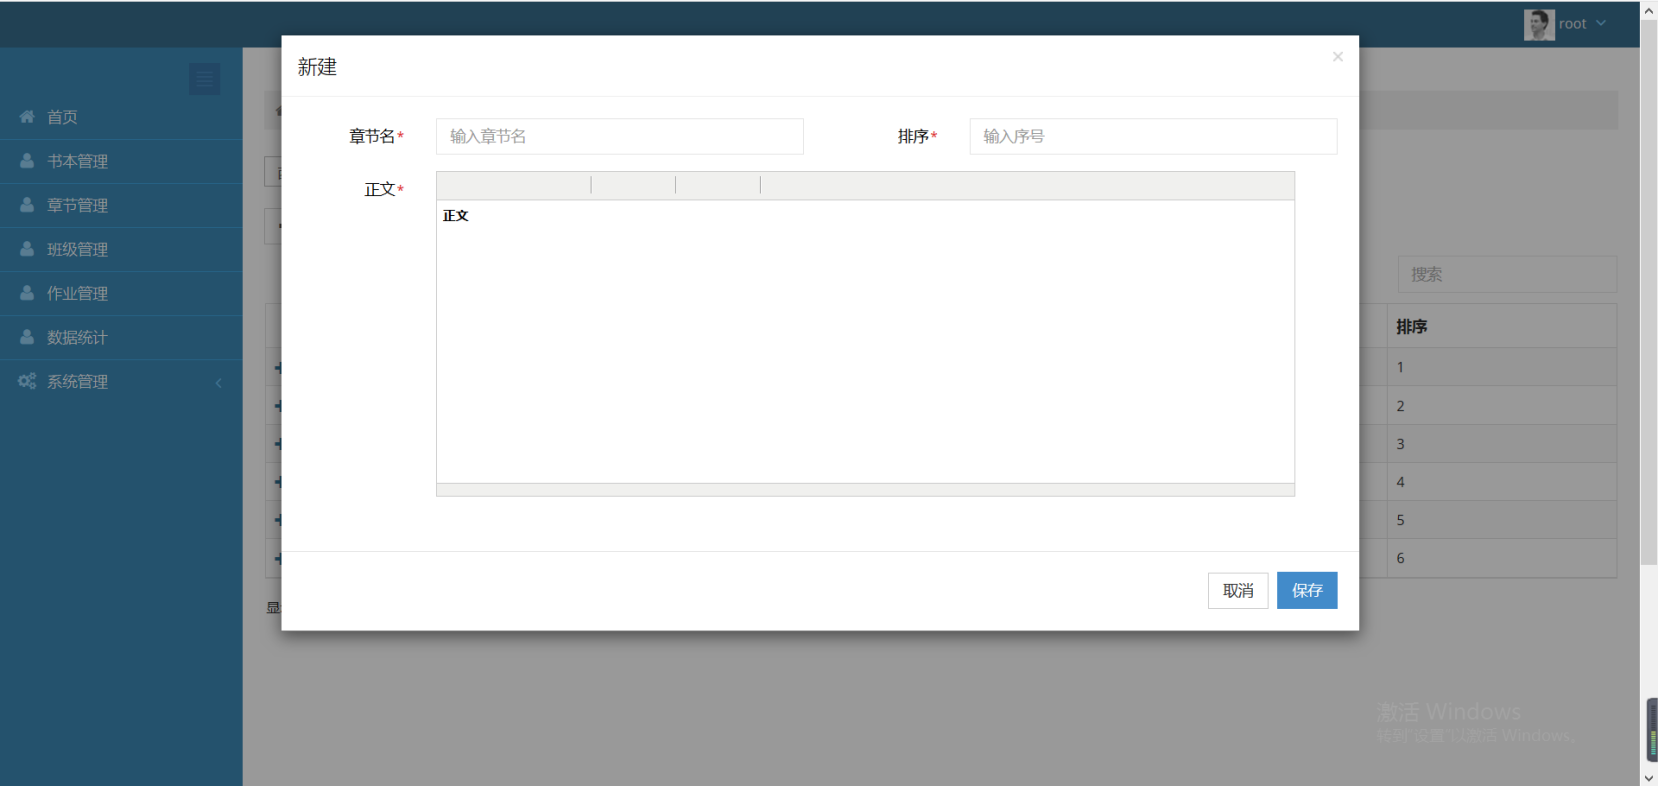 root
新建
×
章节名*
输入章节名
排序*
输入序号
正文*
正文
首页
书本管理
章节管理
班级管理
作业管理
数据统计
系统管理
搜索
排序
1
2
3
4
5
6
显
取消
保存
激活 Windows
转到"设置"以激活 Windows。